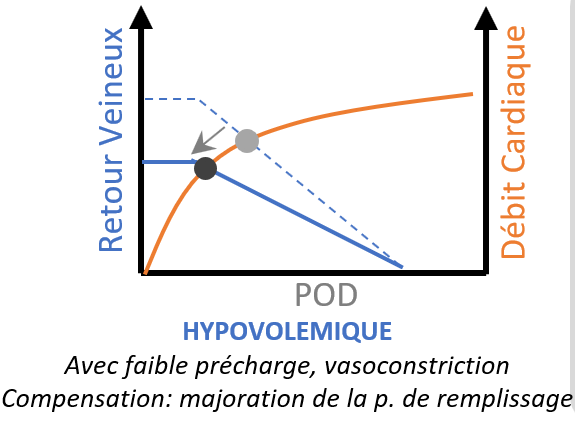 Retour Veineux
Débit Cardiaque
POD
HYPOVOLEMIQUE
Avec faible précharge, vasoconstriction
Compensation: majoration de la p. de remplissage